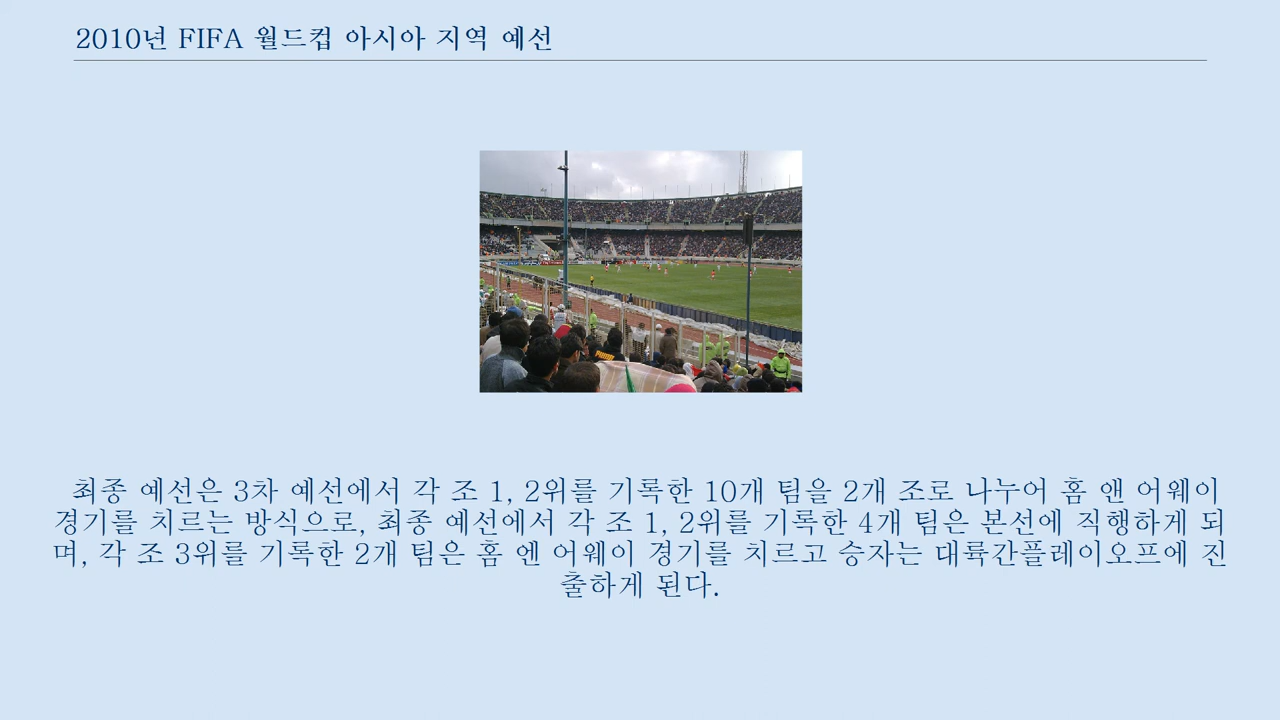 2010년 FIFA 월드컵 아시아 지역 예선
최종 예선은 3차 예선에서 각 조 1, 2위를 기록한 10개 팀을 2개 조로 나누어 홈 앤 어웨이
경기를 치르는 방식으로, 최종 예선에서 각 조 1, 2위를 기록한 4개 팀은 본선에 직행하게 되
며, 각 조 3위를 기록한 2개 팀은 홈 엔 어웨이 경기를 치르고 승자는 대륙간플레이오프에 진
출하게 된다.